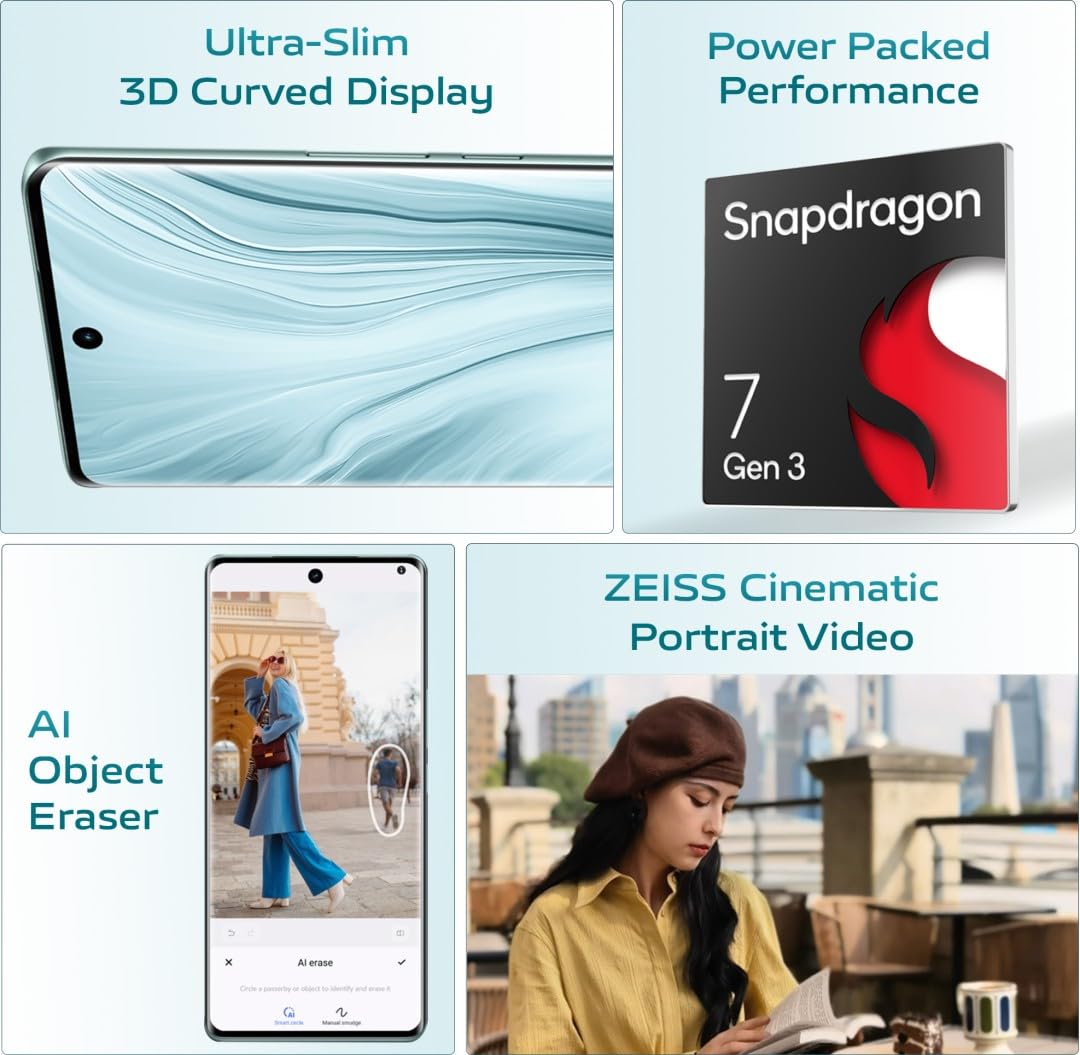 Ultra-Slim
3D Curved Display
Power Packed
Performance
Snapdragon
7
Gen 3
AI
Object
Eraser
AI erase
Circle a passerby or object to identify and erase it
AI
Smart circle
Manual smudge
ZEISS Cinematic
Portrait Video